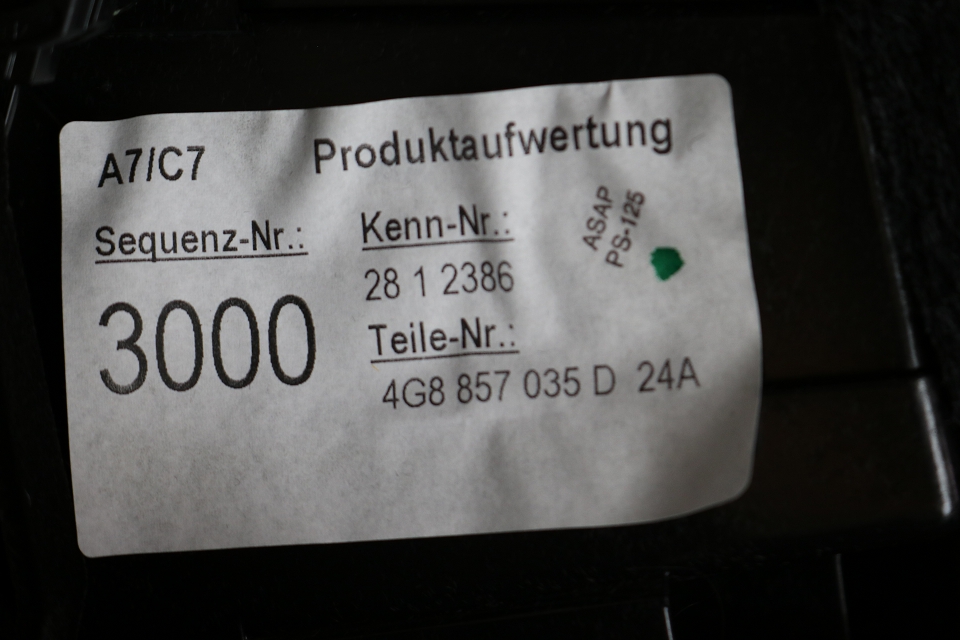 A7/C7 Produktaufwertung
Sequenz-Nr.: Kenn-Nr.:
ASAP
PS-125
28 1 2386
3000
Teile-Nr.:
4G8 857 035 D 24A